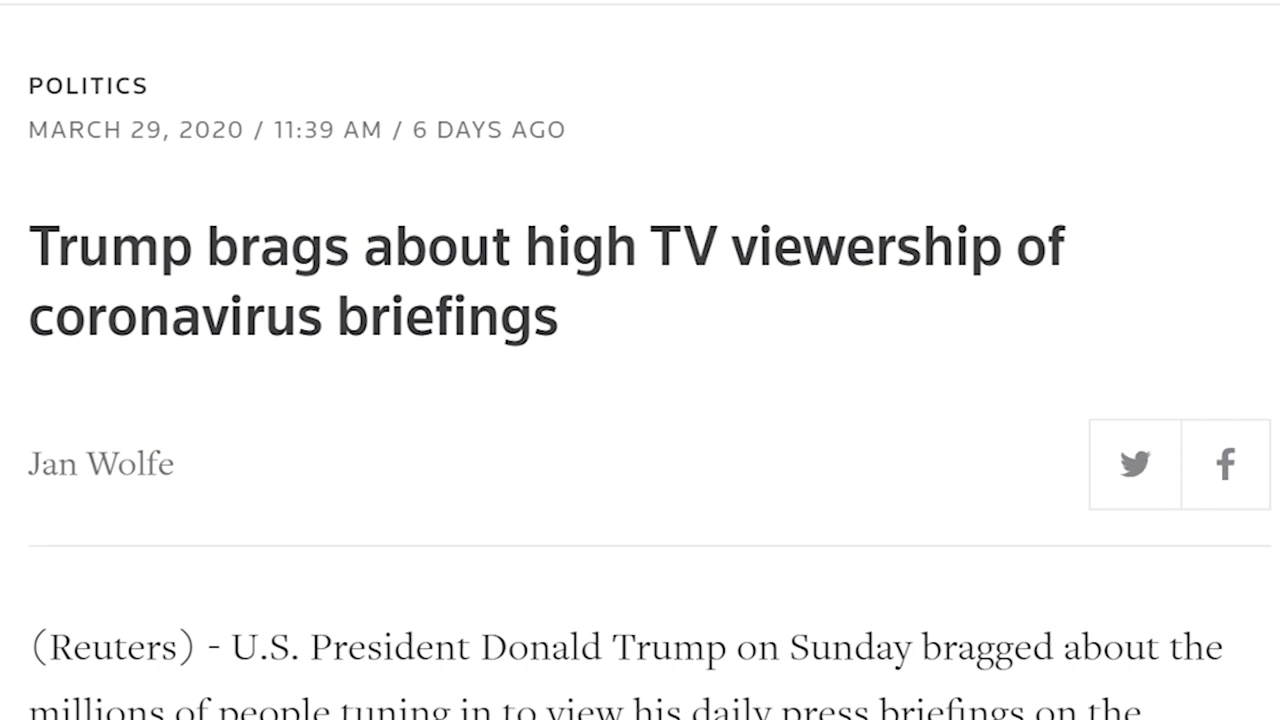 POLITICS
MARCH 29, 2020 / 11:39 AM / 6 DAYS AGO
Trump brags about high TV viewership of
coronavirus briefings
Jan Wolfe
(Reuters) - U.S. President Donald Trump on Sunday bragged about the
millions of people tuning in to view his daily press briefings on the